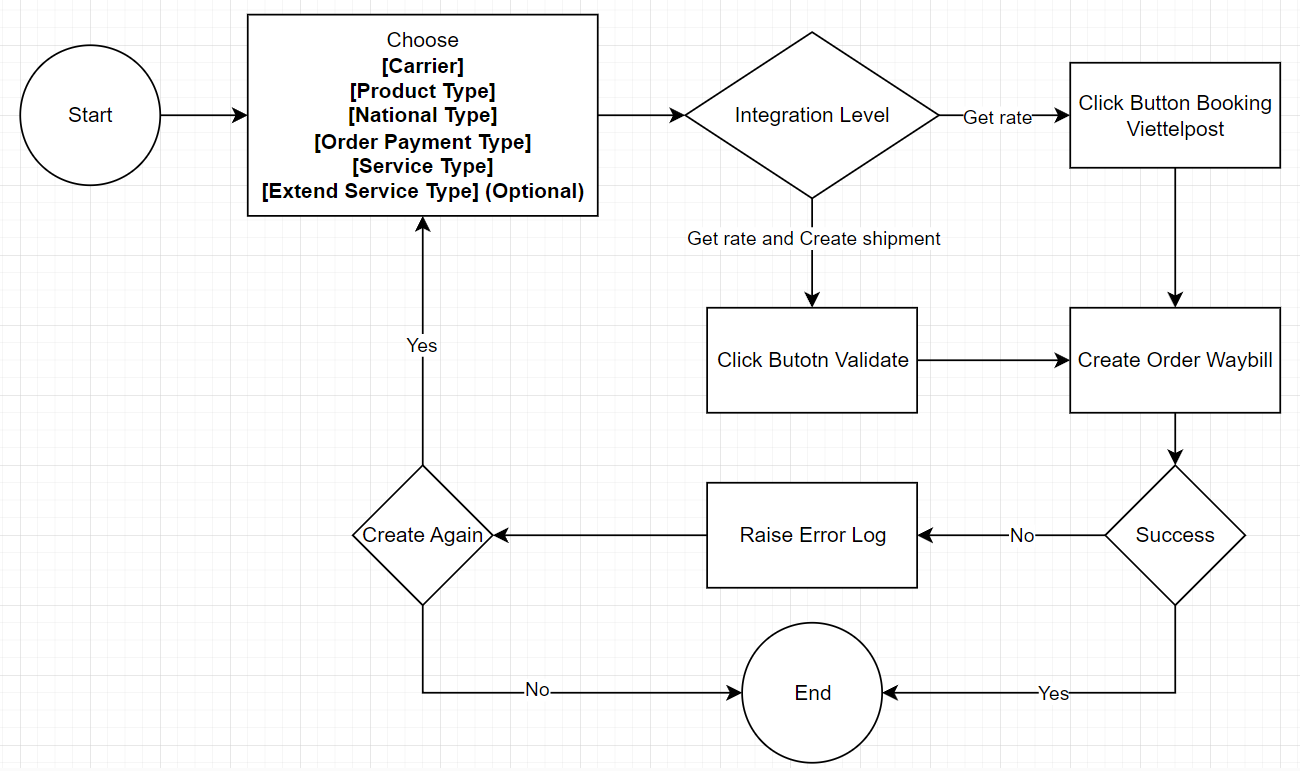 Start
Choose
[Carrier]
[Product Type]
[National Type]
[Order Payment Type]
[Service Type]
[Extend Service Type] (Optional)
Integration Level
Get rate
Click Button Booking
Viettelpost
Get rate and Create shipment
Yes
Click Butotn Validate
Create Order Waybill
Create Again
Raise Error Log
No
Success
No
End
Yes